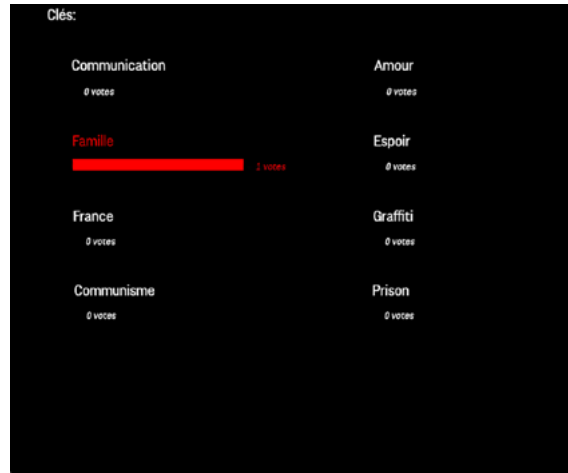 Clés:
Communication
0 votes
Amour
0 votes
Famille
1 votes
Espoir
0 votes
France
0 votes
Graffiti
0 votes
Communisme
0 votes
Prison
0 votes